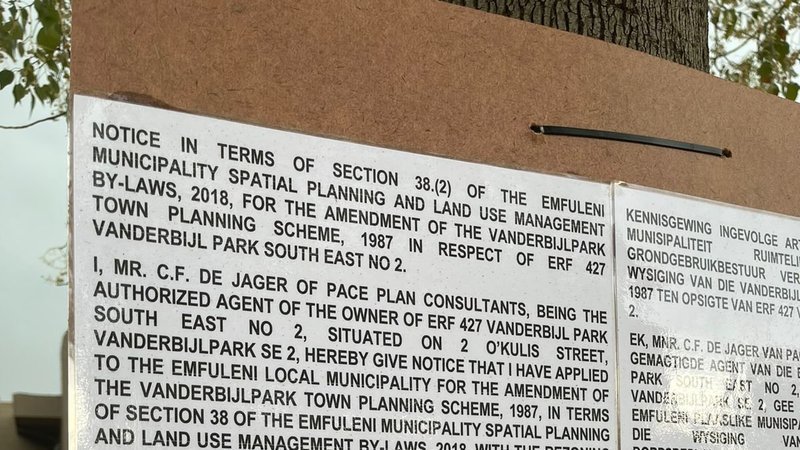 NOTICE IN TERMS OF SECTION 38.(2) OF THE EMFULENI
MUNICIPALITY SPATIAL PLANNING AND LAND USE MANAGEMENT
BY-LAWS, 2018, FOR THE AMENDMENT OF THE VANDERBIJLPARK
TOWN PLANNING SCHEME, 1987 IN RESPECT OF ERF 427
VANDERBIJL PARK SOUTH EAST NO 2.
I, MR. C.F. DE JAGER OF PACE PLAN CONSULTANTS, BEING THE
AUTHORIZED AGENT OF THE OWNER OF ERF 427 VANDERBIJL PARK
SOUTH EAST NO 2, SITUATED ON 2 O'KULIS STREET,
VANDERBIJLPARK SE 2, HEREBY GIVE NOTICE THAT I HAVE APPLIED
TO THE EMFULENI LOCAL MUNICIPALITY FOR THE AMENDMENT OF
THE VANDERBIJLPARK TOWN PLANNING SCHEME, 1987, IN TERMS
OF SECTION 38 OF THE EMFULENI MUNICIPALITY SPATIAL PLANNING
AND LAND USE MANAGEMENT BY-LAWS, 2018, WITH THE REZONING
KENNISGEWING INGEVOLGE
MUNISIPALITEIT
GRONDGEBRUIKBESTUUR
WYSIGING VAN DIE
1987 TEN OPSIGTE VAN ERF 427
2.
EK, MNR. C.F. DE JAGER VAN
GEMAGTIGDE AGENT VAN DIE
PARK SOUTH EAST NO 2,
VANDERBIJLPARK SE 2, GEE
EMFULENI PLAASLIKE
DIE WYSIGING